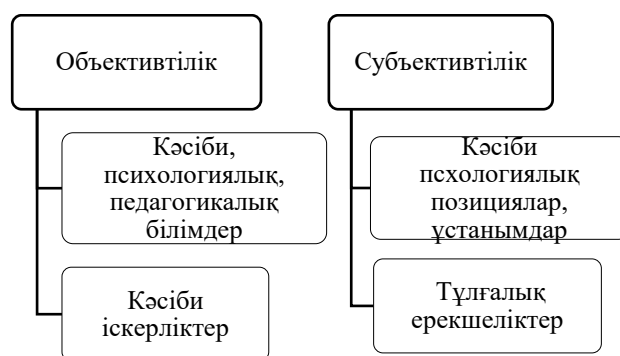 Объективтілік
Кәсіби,
психологиялық,
педагогикалық
білімдер
Кәсіби
іскерліктер
Субъективтілік
Кәсіби
псхологиялық
позициялар,
ұстанымдар
Тұлғалық
ерекшеліктер